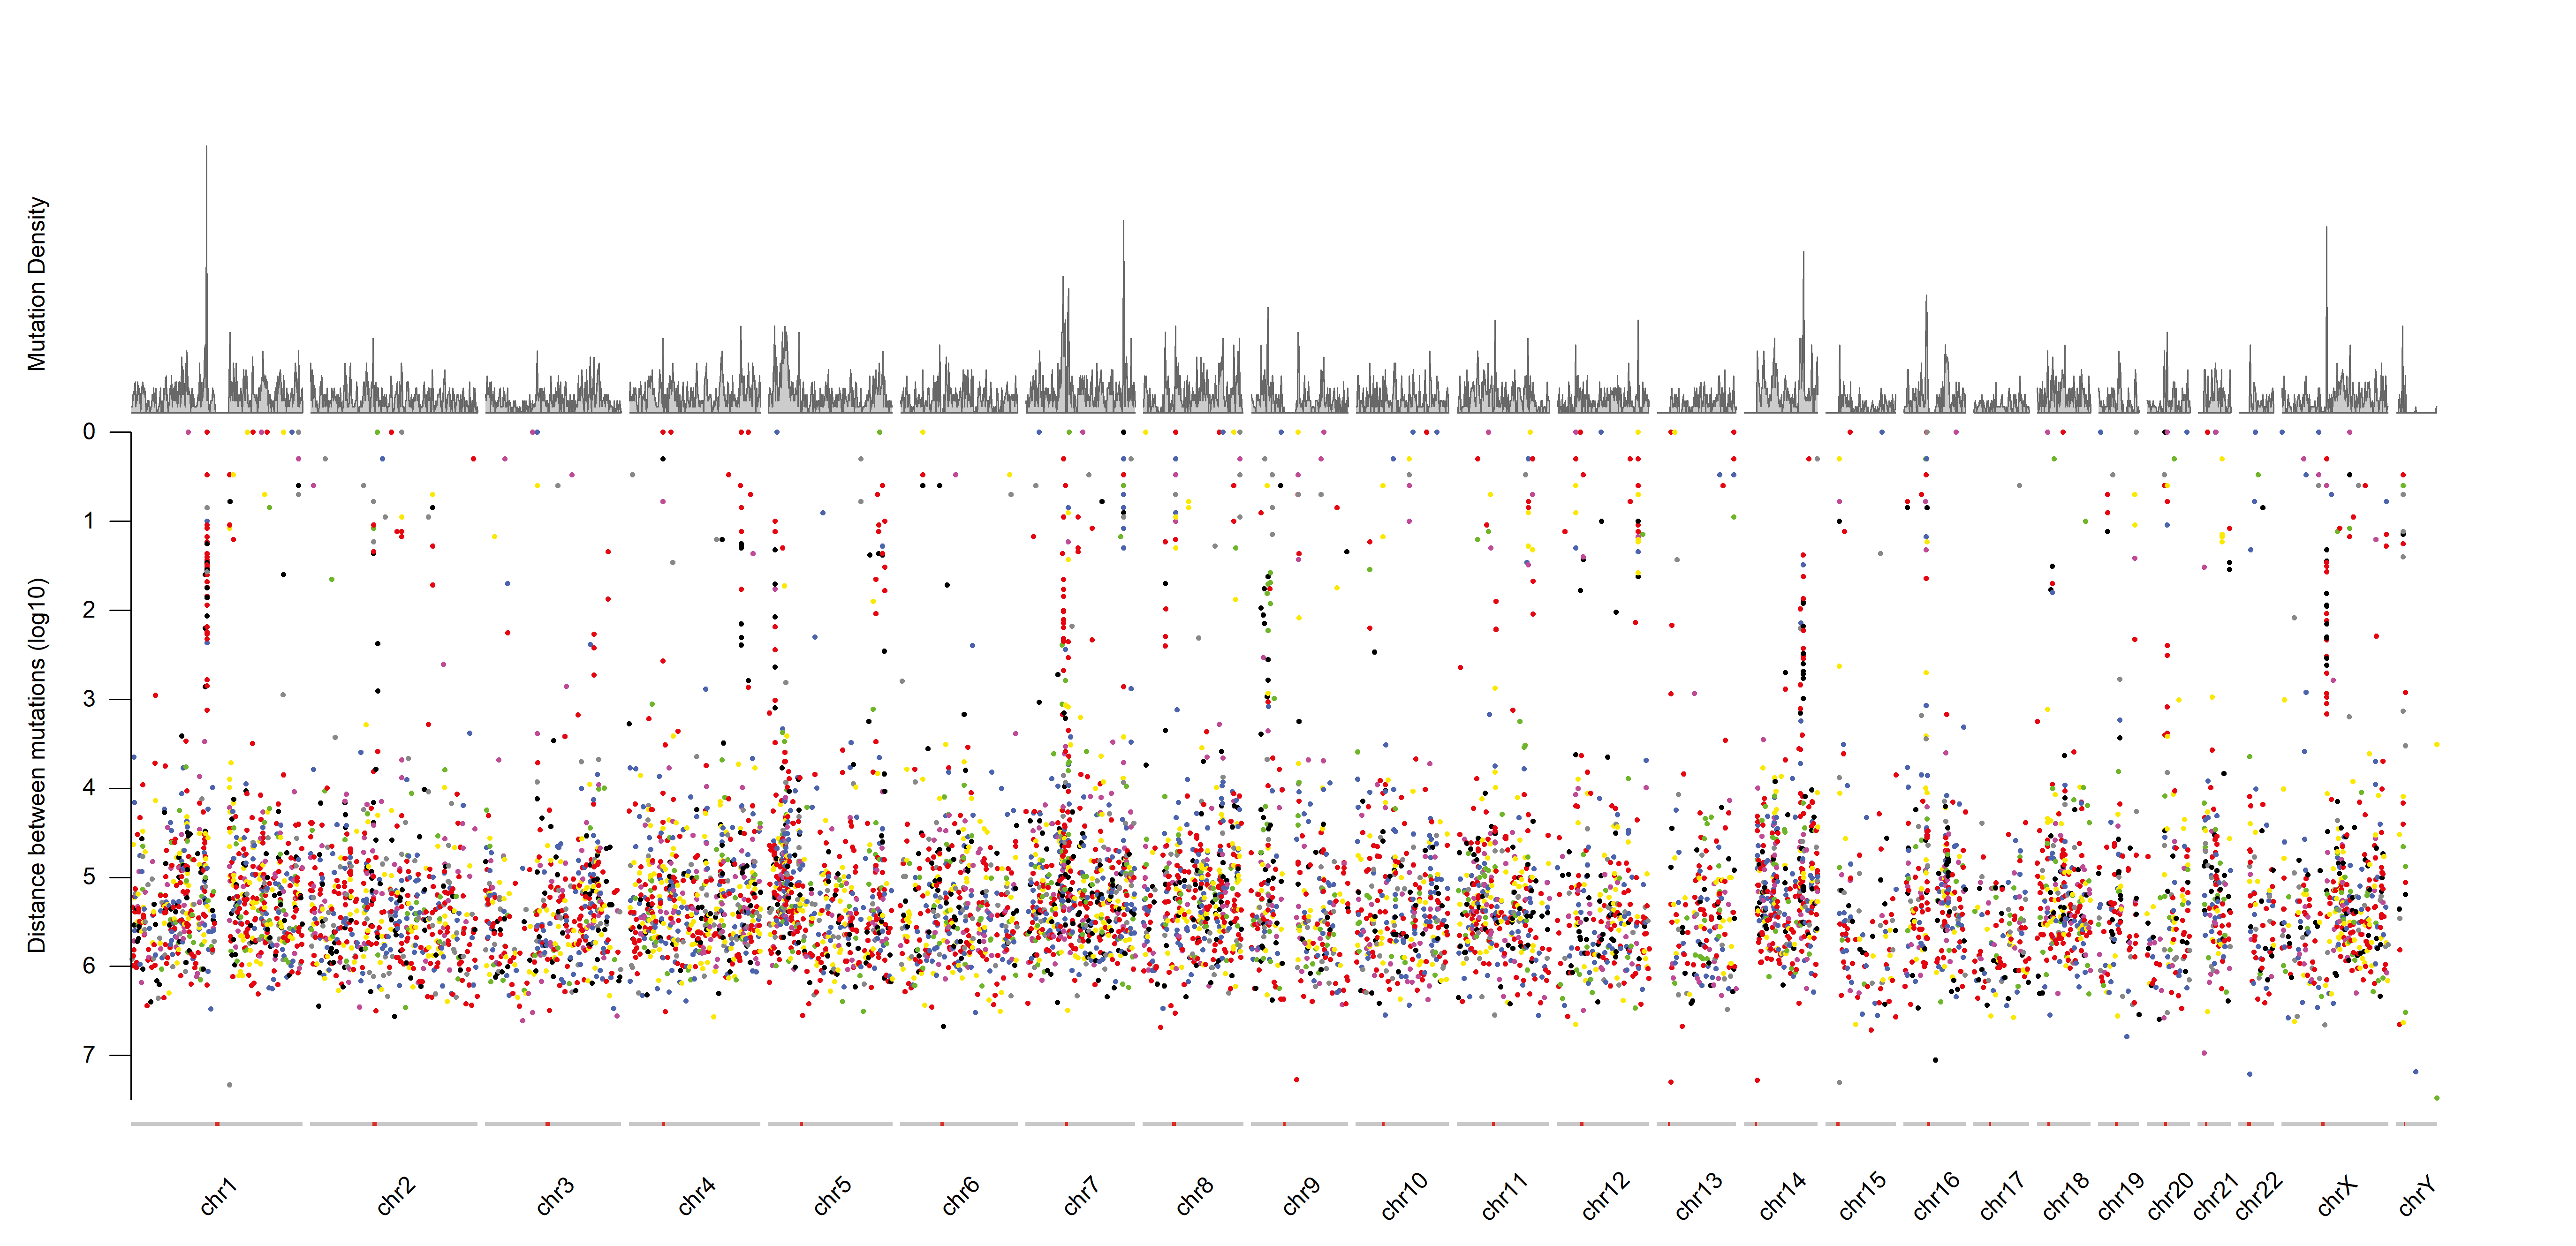 Mutation Density
Distance between mutations (log10)
0
1
2
3
4
5
6
7
chr1
chr2
chr3
chr4
chr5
chr6
chr7
chr8
chr9
chr10
chr11
chr12
chr13
chr14
chr15
chr16
chr17
chr18
chr19
chr20
chr21
chr22
chrX
chrY